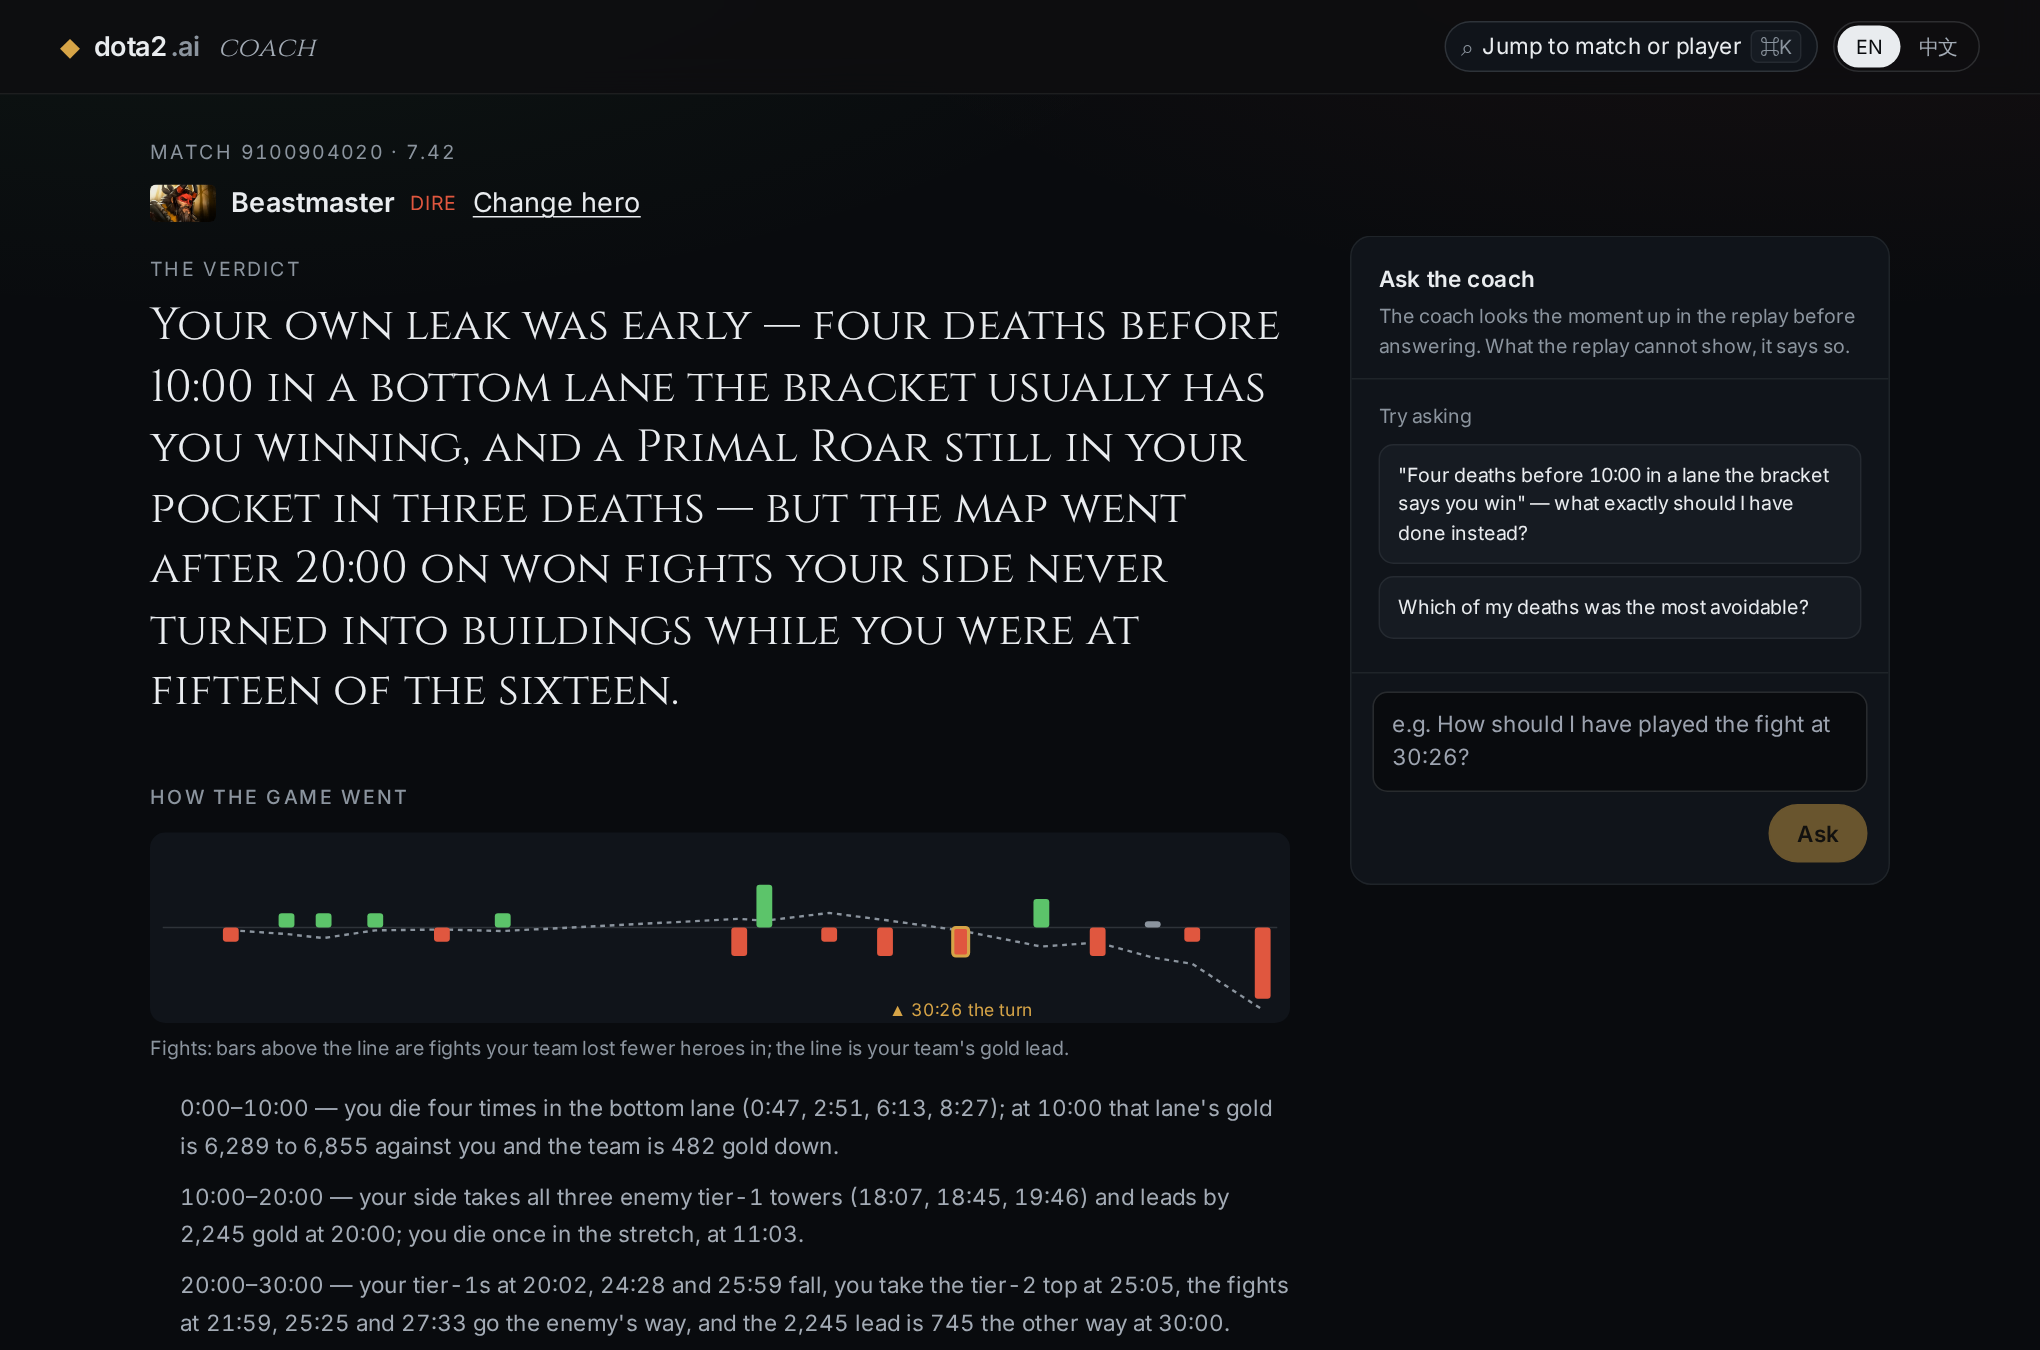 ◆ dota2.ai COACH
⌕ Jump to match or player ⌘K
EN 中文
MATCH 9100904020 · 7.42
Beastmaster DIRE Change hero
THE VERDICT
Your own leak was early — four deaths before
10:00 in a bottom lane the bracket usually has
you winning, and a Primal Roar still in your
pocket in three deaths — but the map went
after 20:00 on won fights your side never
turned into buildings while you were at
fifteen of the sixteen.
HOW THE GAME WENT
▲ 30:26 the turn
Fights: bars above the line are fights your team lost fewer heroes in; the line is your team's gold lead.
0:00–10:00 — you die four times in the bottom lane (0:47, 2:51, 6:13, 8:27); at 10:00 that lane's gold
is 6,289 to 6,855 against you and the team is 482 gold down.
10:00–20:00 — your side takes all three enemy tier-1 towers (18:07, 18:45, 19:46) and leads by
2,245 gold at 20:00; you die once in the stretch, at 11:03.
20:00–30:00 — your tier-1s at 20:02, 24:28 and 25:59 fall, you take the tier-2 top at 25:05, the fights
at 21:59, 25:25 and 27:33 go the enemy's way, and the 2,245 lead is 745 the other way at 30:00.
Ask the coach
The coach looks the moment up in the replay before
answering. What the replay cannot show, it says so.
Try asking
"Four deaths before 10:00 in a lane the bracket
says you win" — what exactly should I have
done instead?
Which of my deaths was the most avoidable?
e.g. How should I have played the fight at
30:26?
Ask